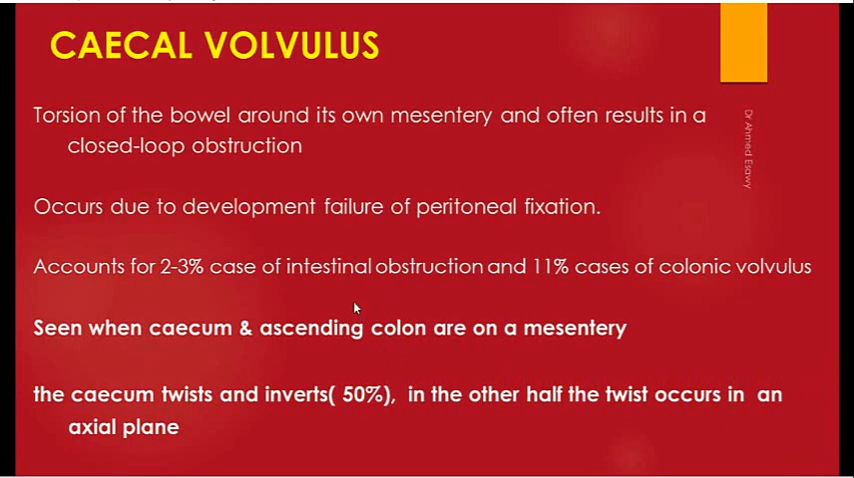 CAECAL VOLVULUS
Torsion of the bowel around its own mesentery and often results in a
closed-loop obstruction
Occurs due to development failure of peritoneal fixation.
Accounts for 2-3% case of intestinal obstruction and 11% cases of colonic volvulus
Seen when caecum & ascending colon are on a mesentery
the caecum twists and inverts( 50%), in the other half the twist occurs in an
axial plane
Dr Ahmed Esawy